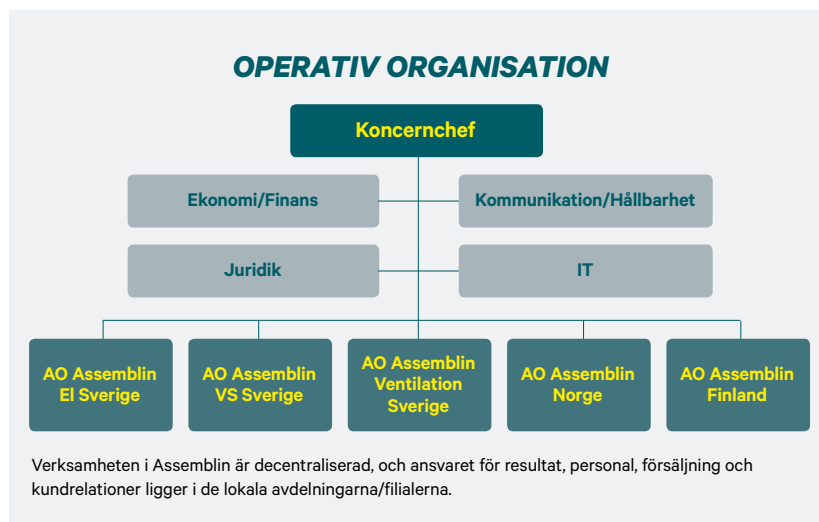 OPERATIV ORGANISATION
Koncernchef
Ekonomi/Finans
Kommunikation/Hållbarhet
Juridik
IT
AO Assemblin
El Sverige
AO Assemblin
VS Sverige
AO Assemblin
Ventilation
Sverige
AO Assemblin
Norge
AO Assemblin
Finland
Verksamheten i Assemblin är decentraliserad, och ansvaret för resultat, personal, försäljning och
kundrelationer ligger i de lokala avdelningarna/filialerna.